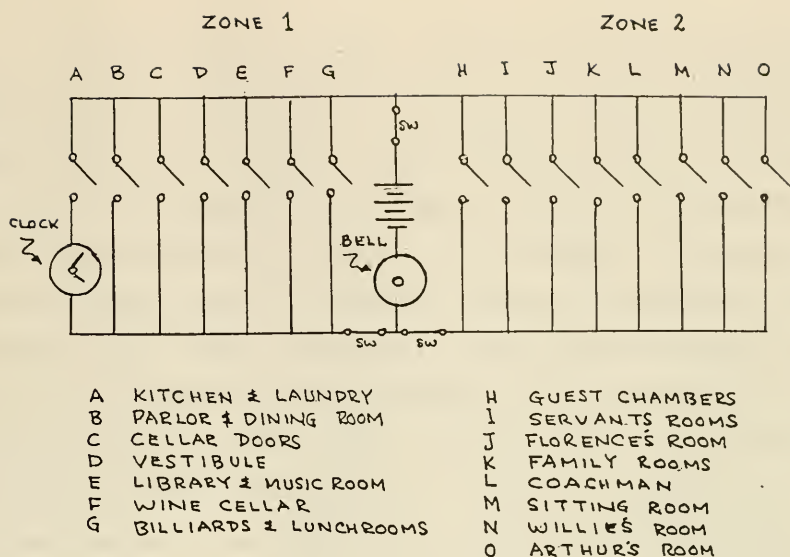 ZONE 1 ZONE 2
A B C D E F G H I J K L M N O
SW
CLOCK
BELL
SW SW
A KITCHEN & LAUNDRY
B PARLOR & DINING ROOM
C CELLAR DOORS
D VESTIBULE
E LIBRARY & MUSIC ROOM
F WINE CELLAR
G BILLIARDS & LUNCHROOMS
H GUEST CHAMBERS
I SERVANTS ROOMS
J FLORENCE'S ROOM
K FAMILY ROOMS
L COACHMAN
M SITTING ROOM
N WILLIE'S ROOM
O ARTHUR'S ROOM